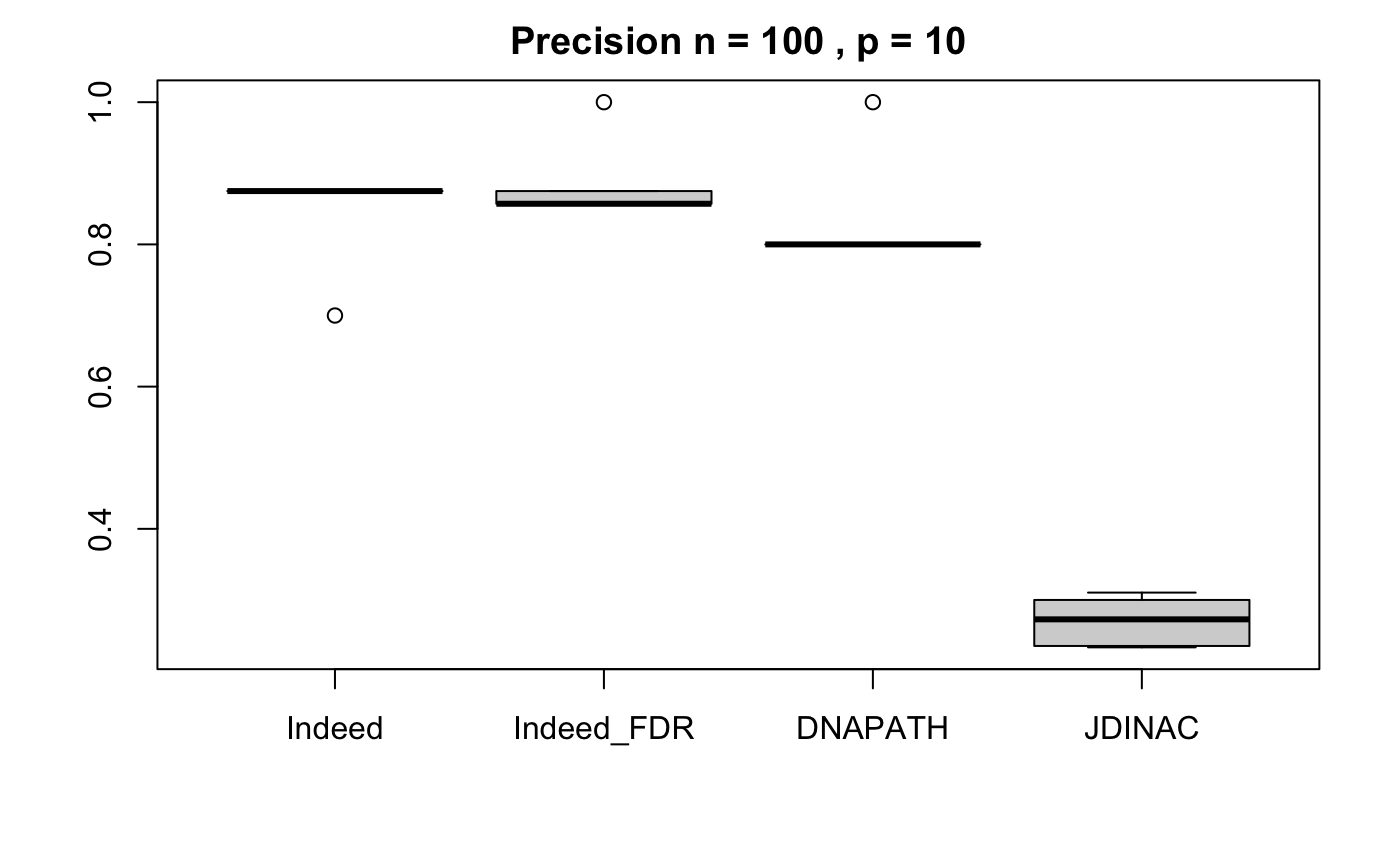 Precision n = 100 , p = 10
1.0
0.8
0.6
0.4
Indeed Indeed_FDR DNAPATH JDINAC